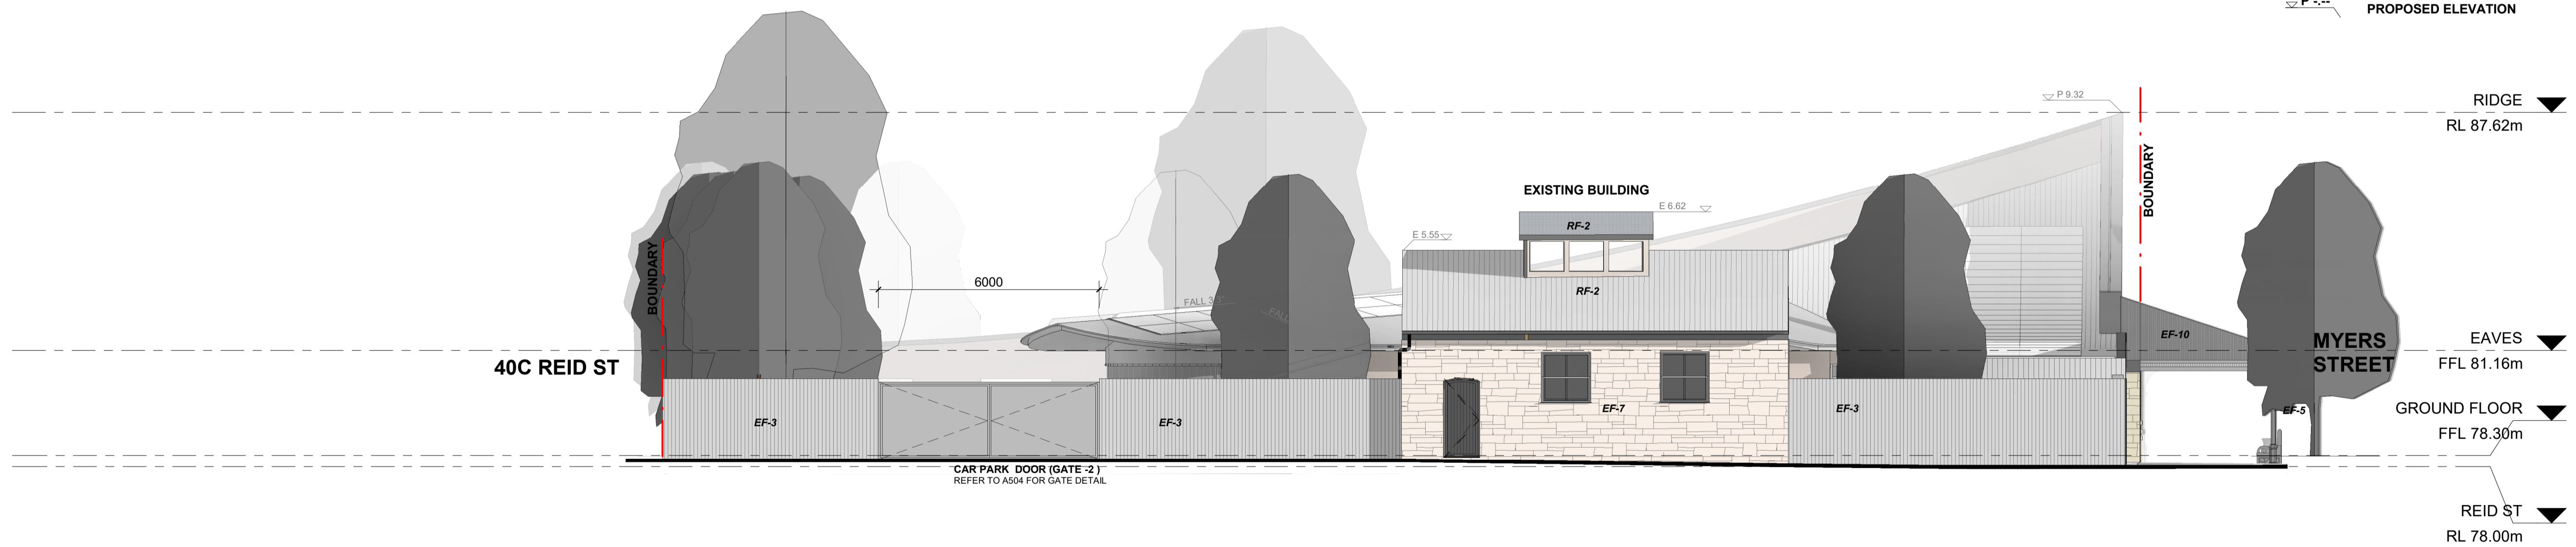 P -.--
PROPOSED ELEVATION
P 9.32
RIDGE
RL 87.62m
BOUNDARY
EXISTING BUILDING
E 6.62
RF-2
E 5.55
BOUNDARY
6000
RF-2
FALL 3.0°
FALL
EF-10
MYERS
STREET
EAVES
FFL 81.16m
40C REID ST
EF-3
EF-3
EF-7
EF-3
EF-5
GROUND FLOOR
FFL 78.30m
CAR PARK DOOR (GATE -2 )
REFER TO A504 FOR GATE DETAIL
REID ST
RL 78.00m